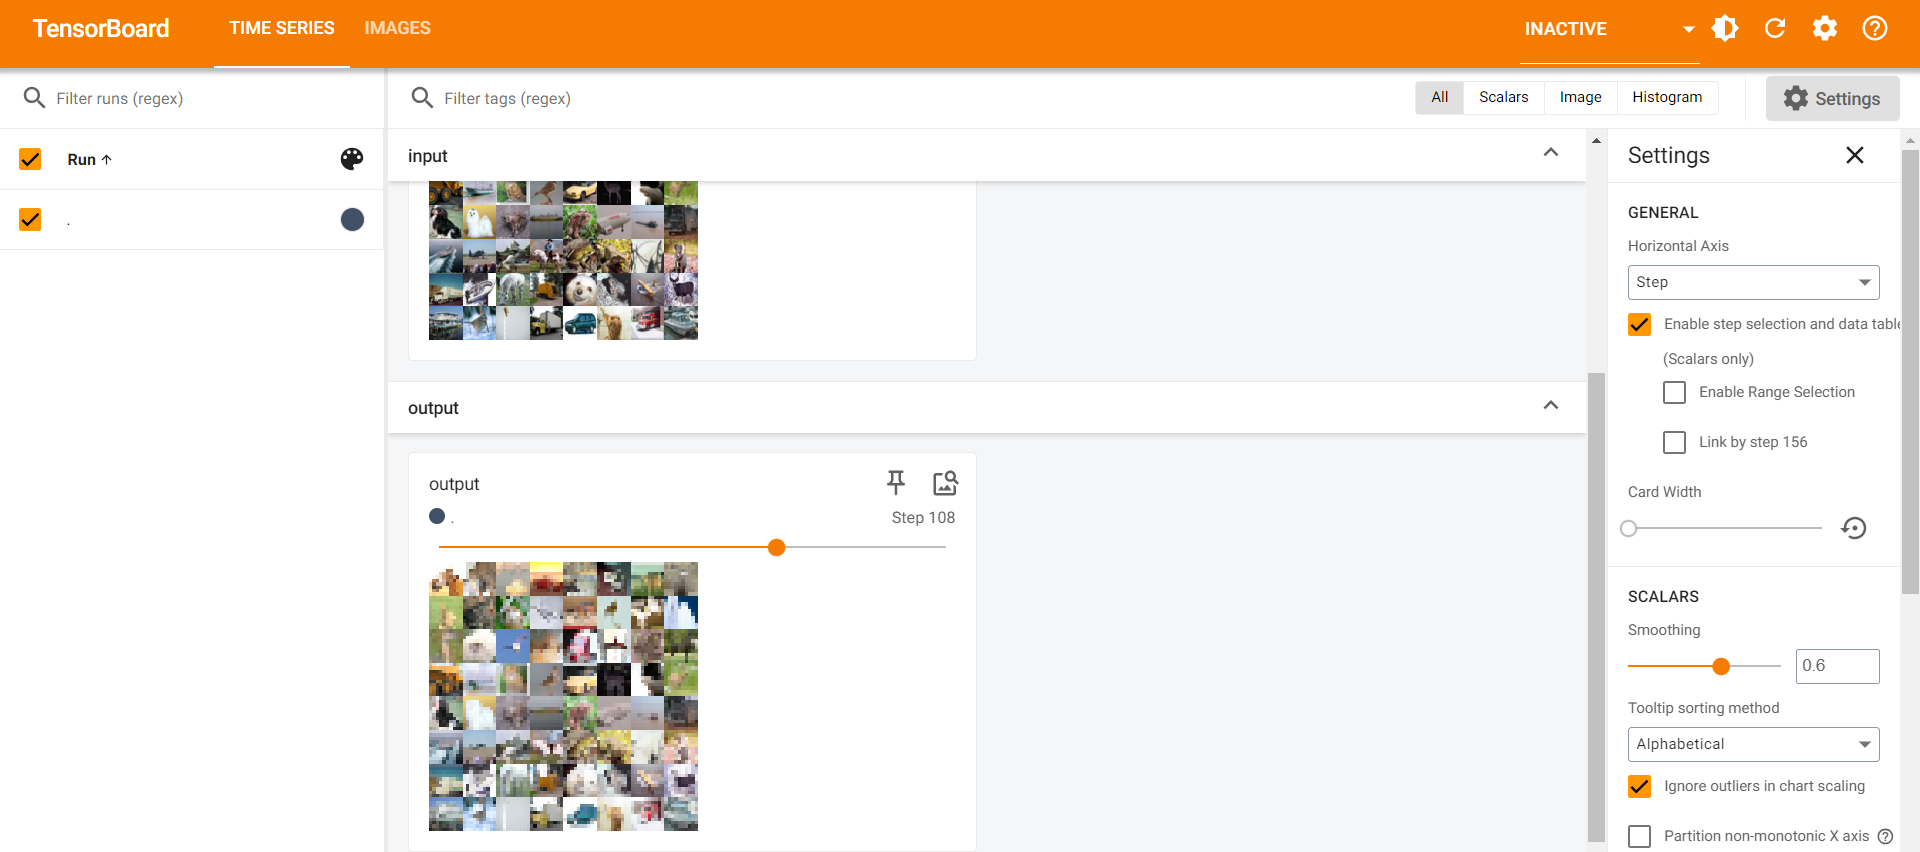 TensorBoard
TIME SERIES
IMAGES
INACTIVE
Filter runs (regex)
Filter tags (regex)
All
Scalars
Image
Histogram
Settings
Run
.
input
output
output
.
Step 108
Settings
GENERAL
Horizontal Axis
Step
Enable step selection and data table
(Scalars only)
Enable Range Selection
Link by step 156
Card Width
SCALARS
Smoothing
0.6
Tooltip sorting method
Alphabetical
Ignore outliers in chart scaling
Partition non-monotonic X axis